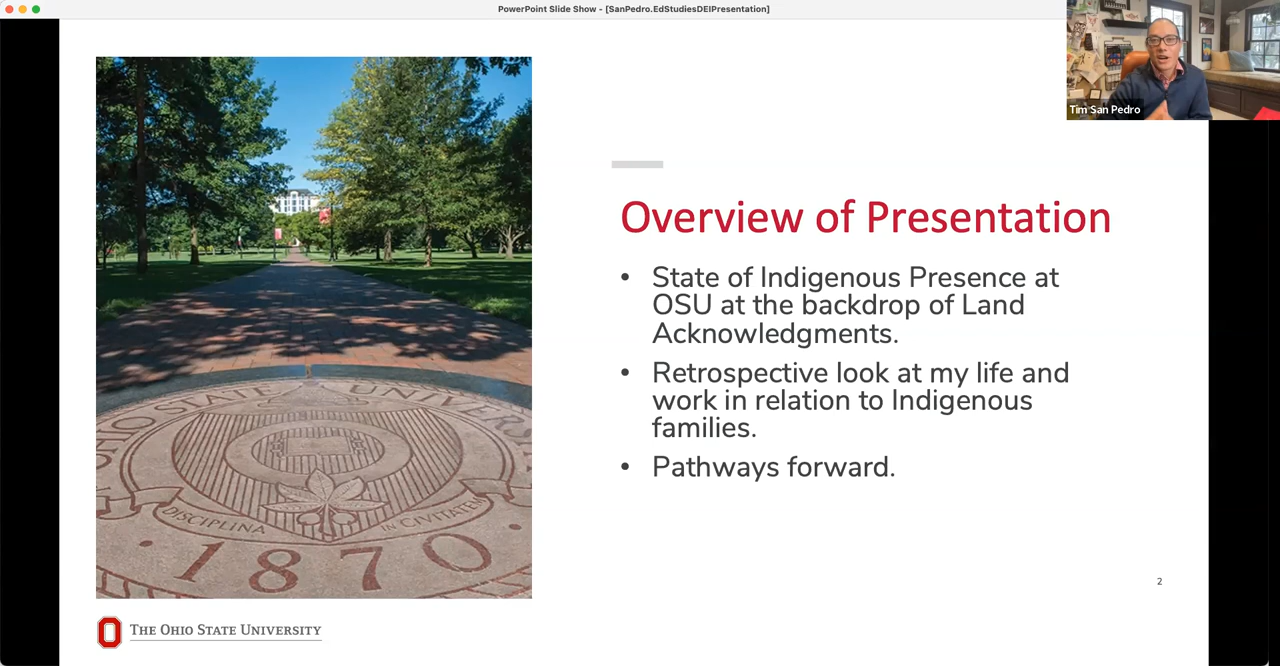 PowerPoint Slide Show - [SanPedro.EdStudiesDEIPresentation]
Tim San Pedro
Overview of Presentation
• State of Indigenous Presence at
OSU at the backdrop of Land
Acknowledgments.
• Retrospective look at my life and
work in relation to Indigenous
families.
• Pathways forward.
OHIO STATE UNIVERS
DISCIPLINA IN CIVITATEM
1870
2
THE OHIO STATE UNIVERSITY